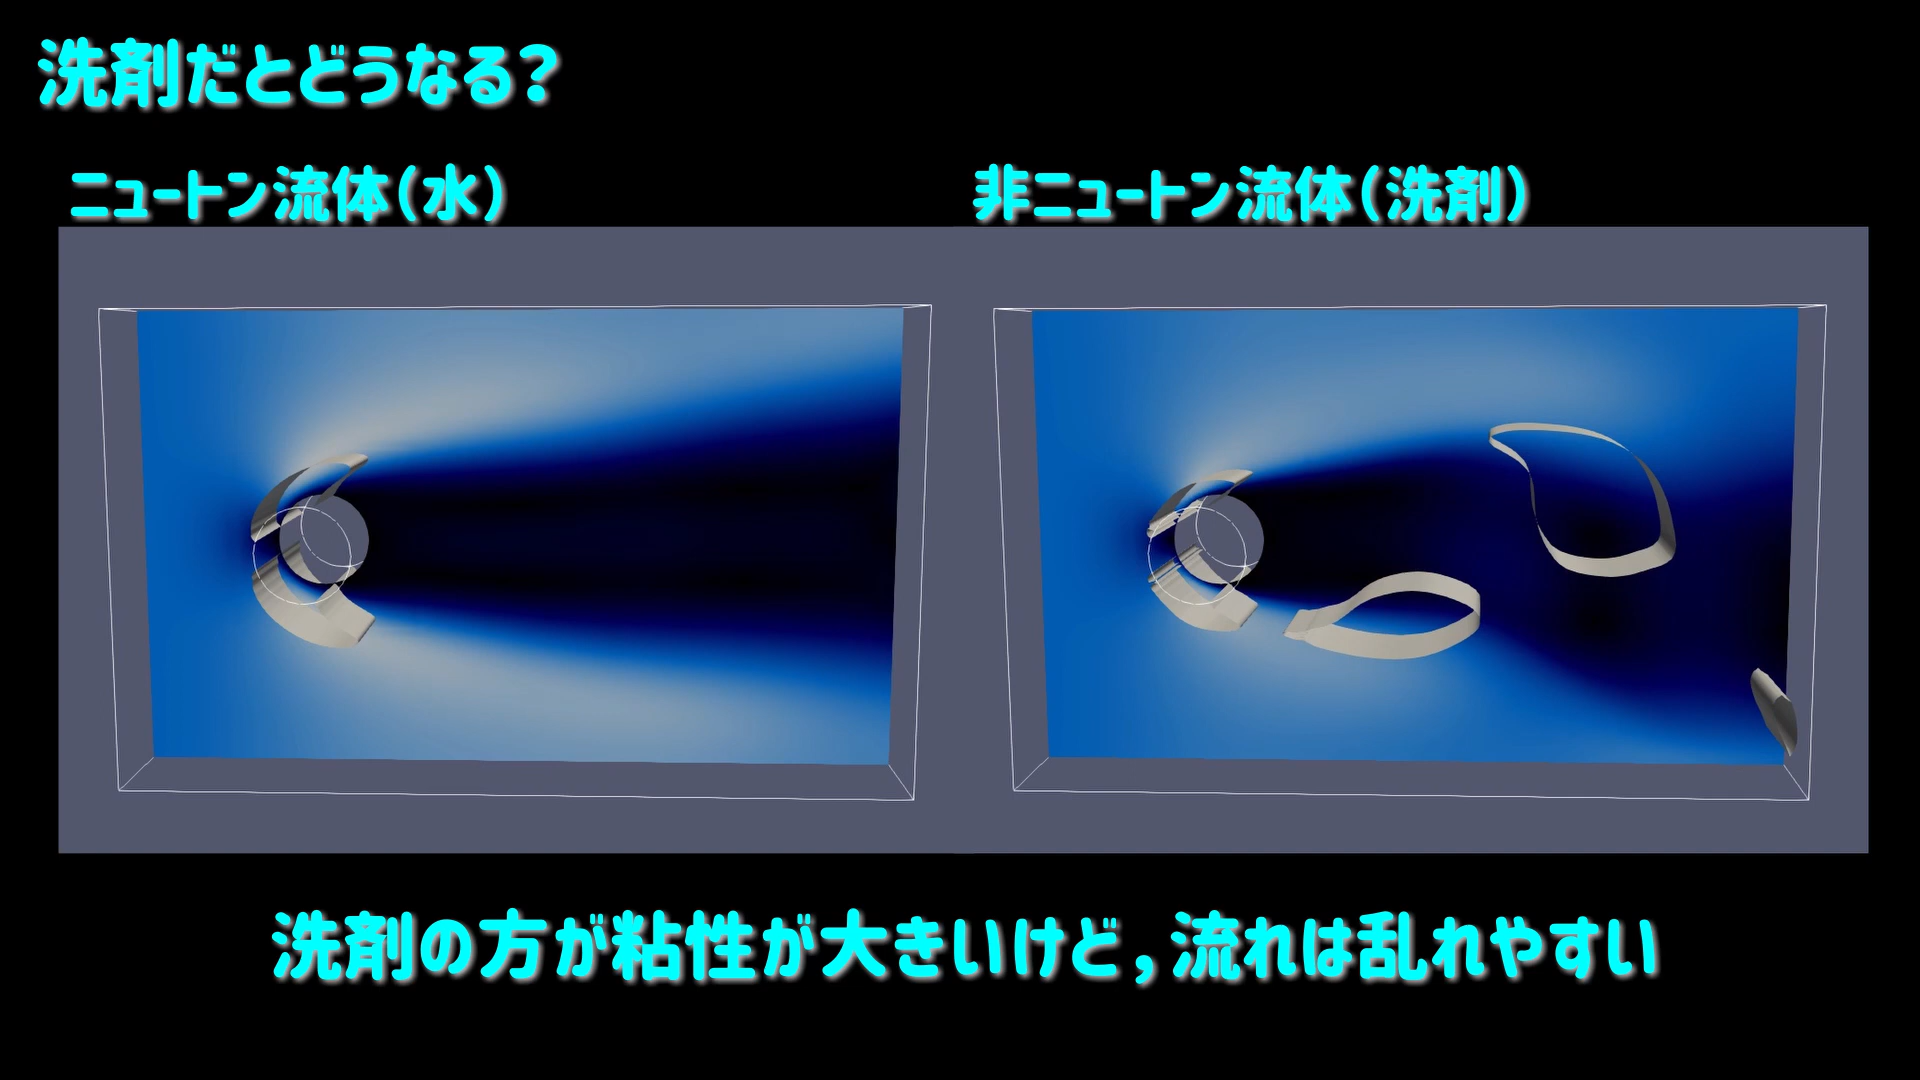 洗剤だとどうなる?
ニュートン流体(水)
非ニュートン流体(洗剤)
洗剤の方が粘性が大きいけど,流れは乱れやすい